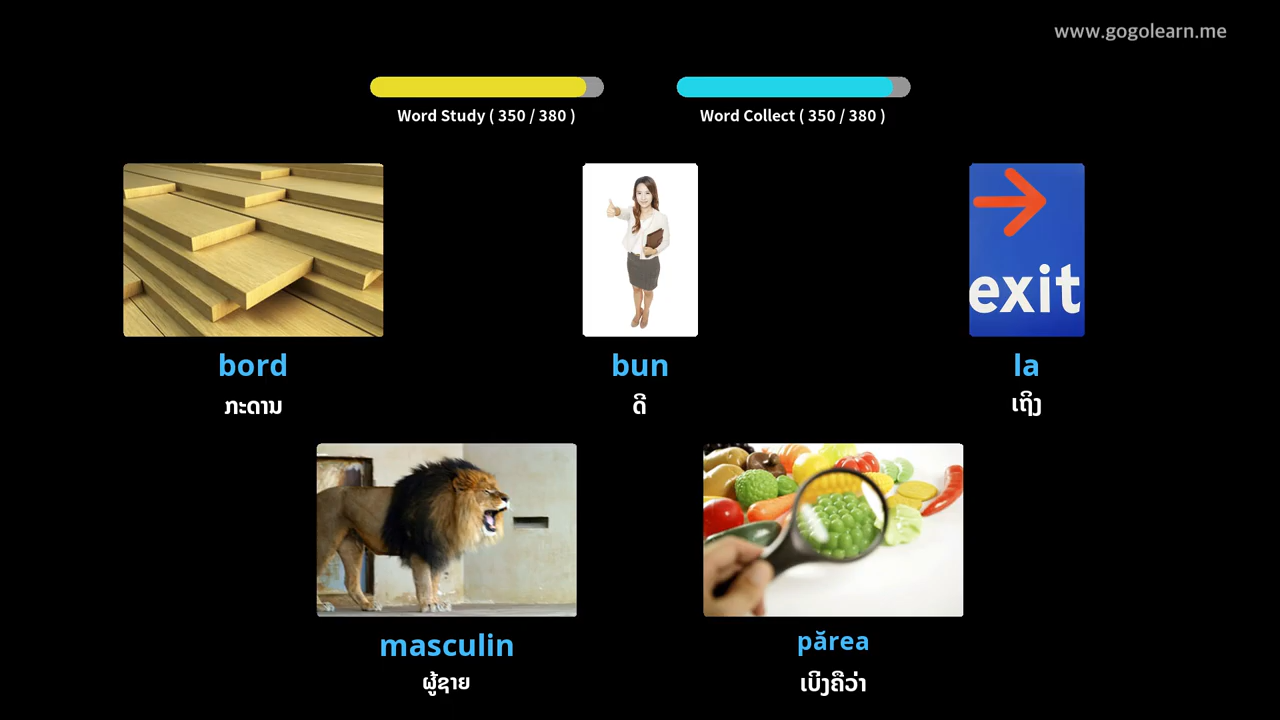 www.gogolearn.me
Word Study ( 350 / 380 )
Word Collect ( 350 / 380 )
exit
bord
ກະດານ
bun
ດີ
la
ເຖິງ
masculin
ຜູ້ຊາຍ
părea
ເບິ່ງຄືວ່າ